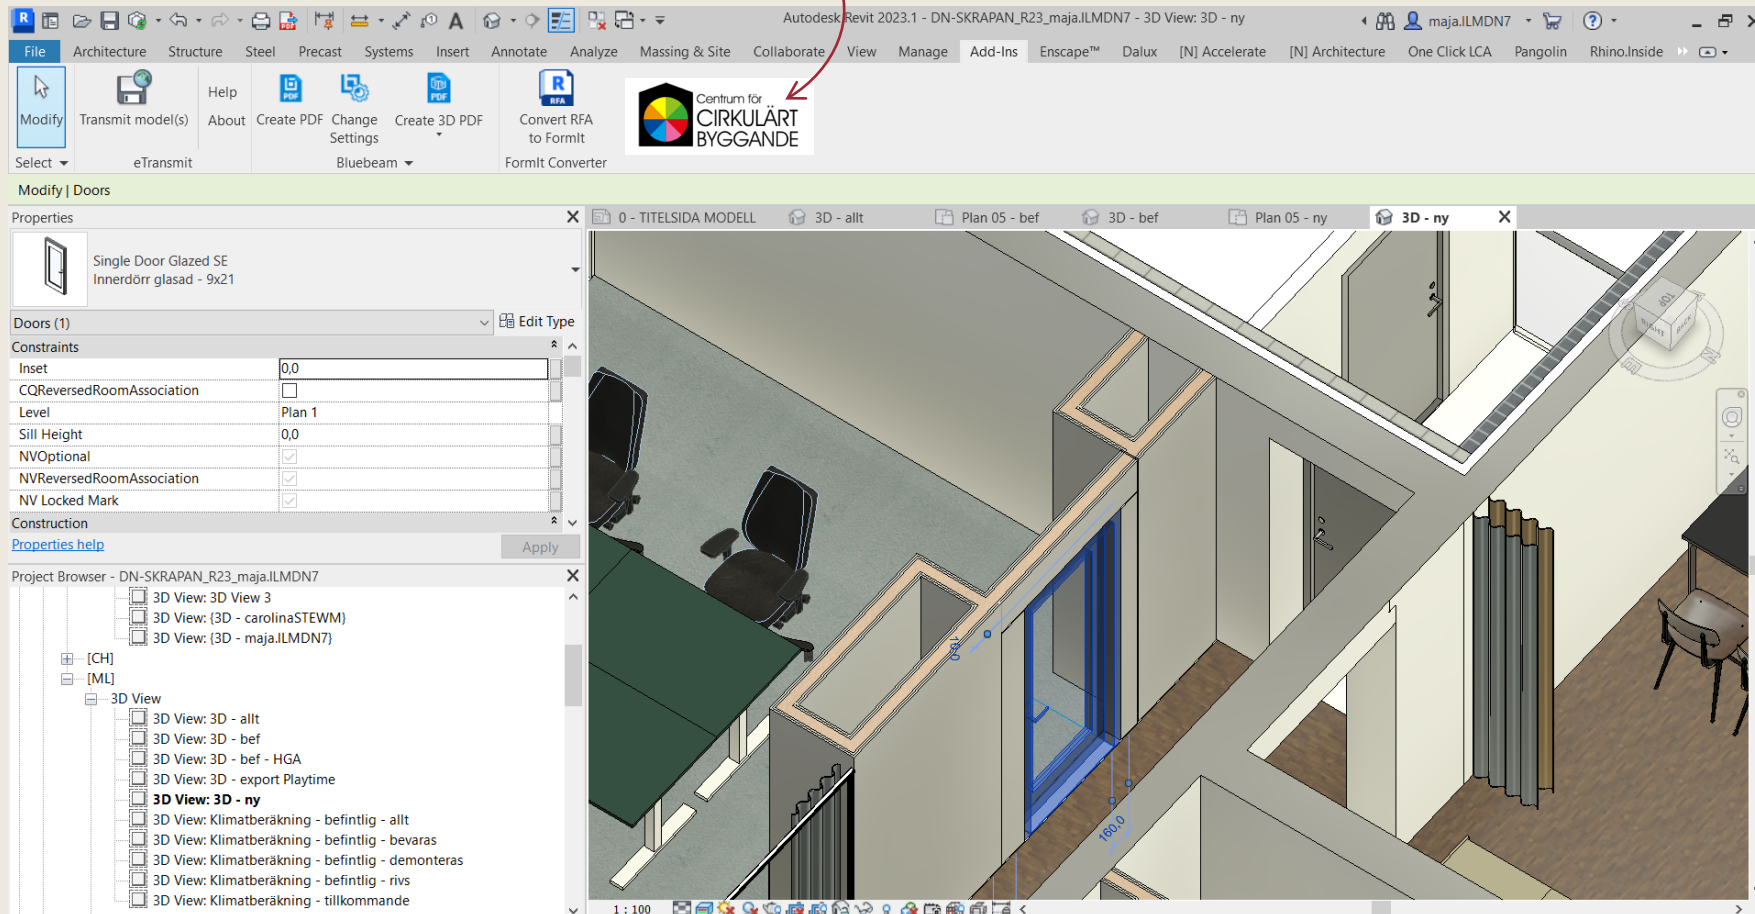 Autodesk Revit 2023.1 - DN-SKRAPAN_R23_maja.ILMDN7 - 3D View: 3D - ny
maja.ILMDN7
File Architecture Structure Steel Precast Systems Insert Annotate Analyze Massing & Site Collaborate View Manage Add-Ins Enscape™ Dalux [N] Accelerate [N] Architecture One Click LCA Pangolin Rhino.Inside
Modify
Transmit model(s)
Help
About
Create PDF
Change
Settings
Create 3D PDF
Convert RFA
to FormIt
Centrum för
CIRKULÄRT
BYGGANDE
Select eTransmit Bluebeam FormIt Converter
Modify | Doors
Properties
0 - TITELSIDA MODELL 3D - allt Plan 05 - bef 3D - bef Plan 05 - ny 3D - ny
Single Door Glazed SE
Innerdörr glasad - 9x21
Doors (1)
Edit Type
Constraints
Inset 0,0
CQReversedRoomAssociation
Level Plan 1
Sill Height 0,0
NVOptional
NVReversedRoomAssociation
NV Locked Mark
Construction
Properties help
Apply
Project Browser - DN-SKRAPAN_R23_maja.ILMDN7
3D View: 3D View 3
3D View: {3D - carolinaSTEWM}
3D View: {3D - maja.ILMDN7}
[CH]
[ML]
3D View
3D View: 3D - allt
3D View: 3D - bef
3D View: 3D - bef - HGA
3D View: 3D - export Playtime
3D View: 3D - ny
3D View: Klimatberäkning - befintlig - allt
3D View: Klimatberäkning - befintlig - bevaras
3D View: Klimatberäkning - befintlig - demonteras
3D View: Klimatberäkning - befintlig - rivs
3D View: Klimatberäkning - tillkommande
TOP
RIGHT
BACK
160,0
1 : 100